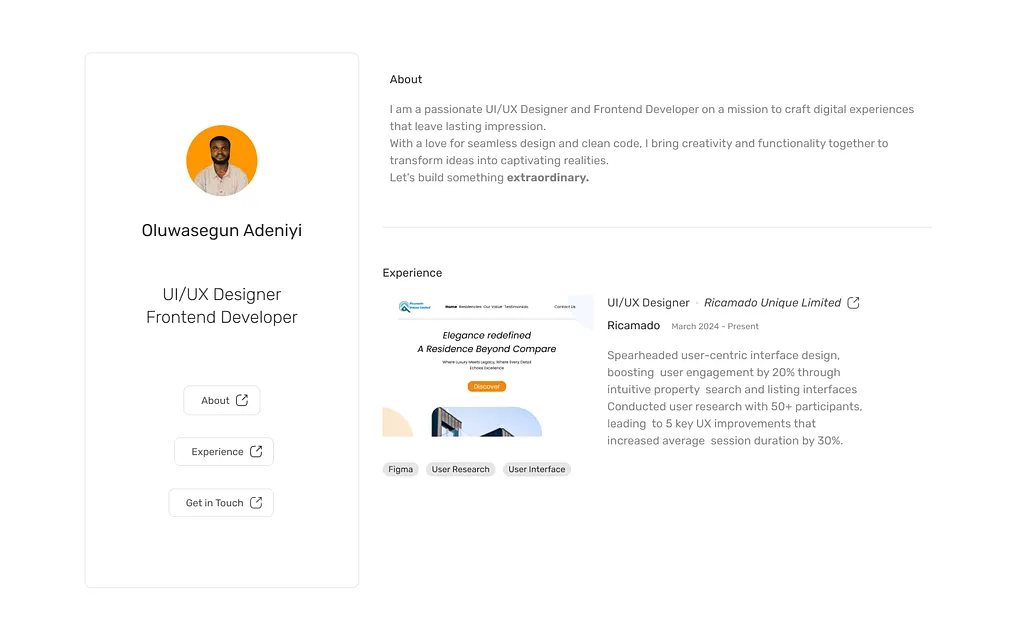 Oluwasegun Adeniyi
UI/UX Designer
Frontend Developer
About
Experience
Get in Touch
About
I am a passionate UI/UX Designer and Frontend Developer on a mission to craft digital experiences
that leave lasting impression.
With a love for seamless design and clean code, I bring creativity and functionality together to
transform ideas into captivating realities.
Let's build something extraordinary.
Experience
Home Residencies Our Value Testimonials Contact Us
Elegance redefined
A Residence Beyond Compare
Where Luxury Meets Legacy, Where Every Detail
Echoes Excellence
Discover
Figma User Research User Interface
UI/UX Designer · Ricamado Unique Limited
Ricamado March 2024 - Present
Spearheaded user-centric interface design,
boosting user engagement by 20% through
intuitive property search and listing interfaces
Conducted user research with 50+ participants,
leading to 5 key UX improvements that
increased average session duration by 30%.